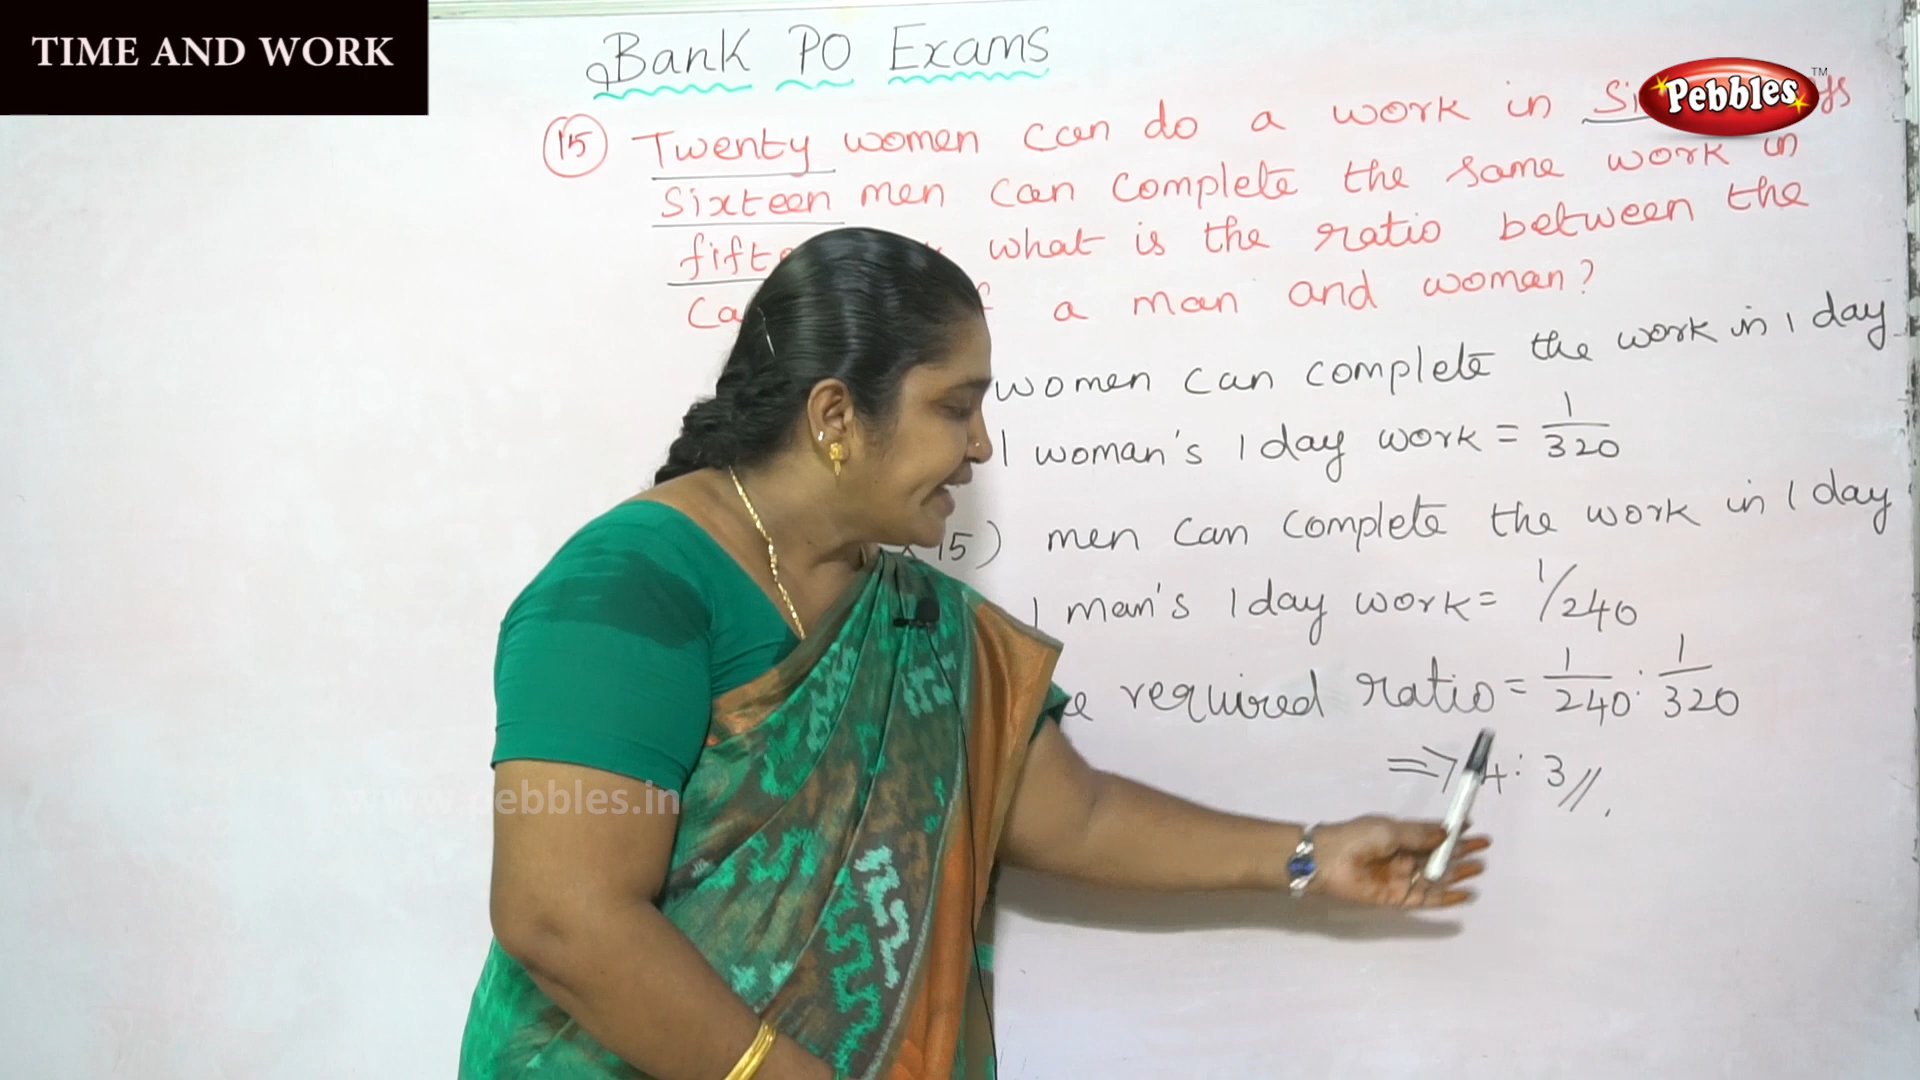 TIME AND WORK
Bank PO Exams
Pebbles TM
15 Twenty women can do a work in
Sixteen men can complete the same work in
what is the ratio between the
a man and woman?
women can complete the work in 1 day
1 woman's 1 day work = 1/320
15) men can complete the work in 1 day
1 man's 1 day work = 1/240
required ratio = 1/240 : 1/320
=> 4 : 3 //.
www.pebbles.in